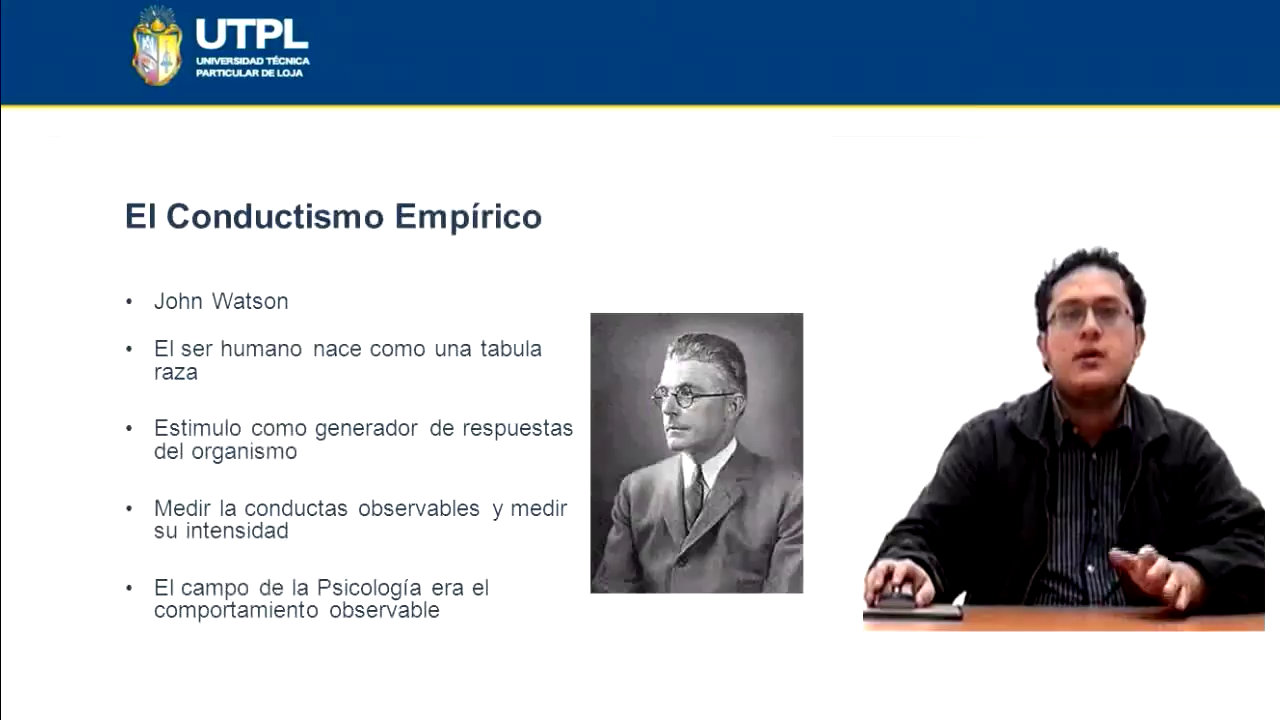 UTPL
UNIVERSIDAD TÉCNICA
PARTICULAR DE LOJA
El Conductismo Empírico
• John Watson
• El ser humano nace como una tabula
raza
• Estimulo como generador de respuestas
del organismo
• Medir la conductas observables y medir
su intensidad
• El campo de la Psicología era el
comportamiento observable